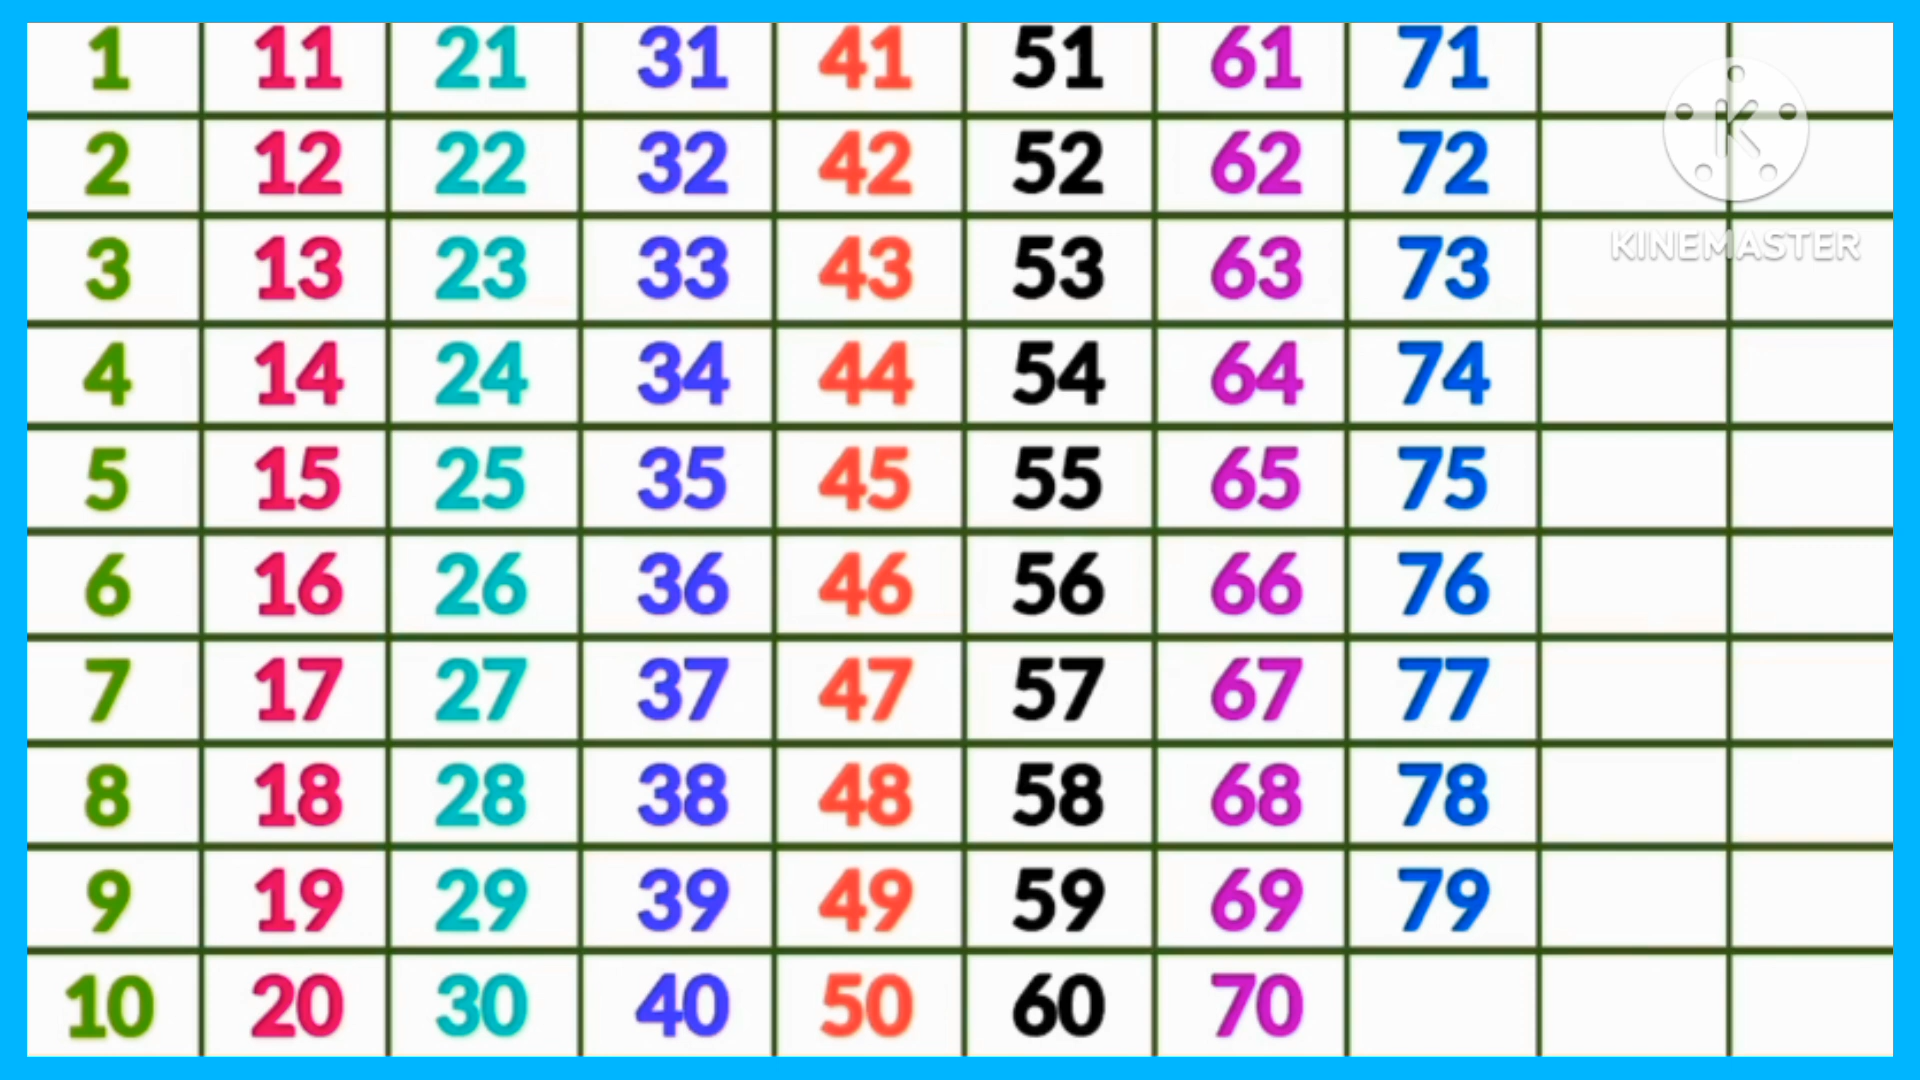 1 11 21 31 41 51 61 71
2 12 22 32 42 52 62 72
3 13 23 33 43 53 63 73
KINEMASTER
4 14 24 34 44 54 64 74
5 15 25 35 45 55 65 75
6 16 26 36 46 56 66 76
7 17 27 37 47 57 67 77
8 18 28 38 48 58 68 78
9 19 29 39 49 59 69 79
10 20 30 40 50 60 70